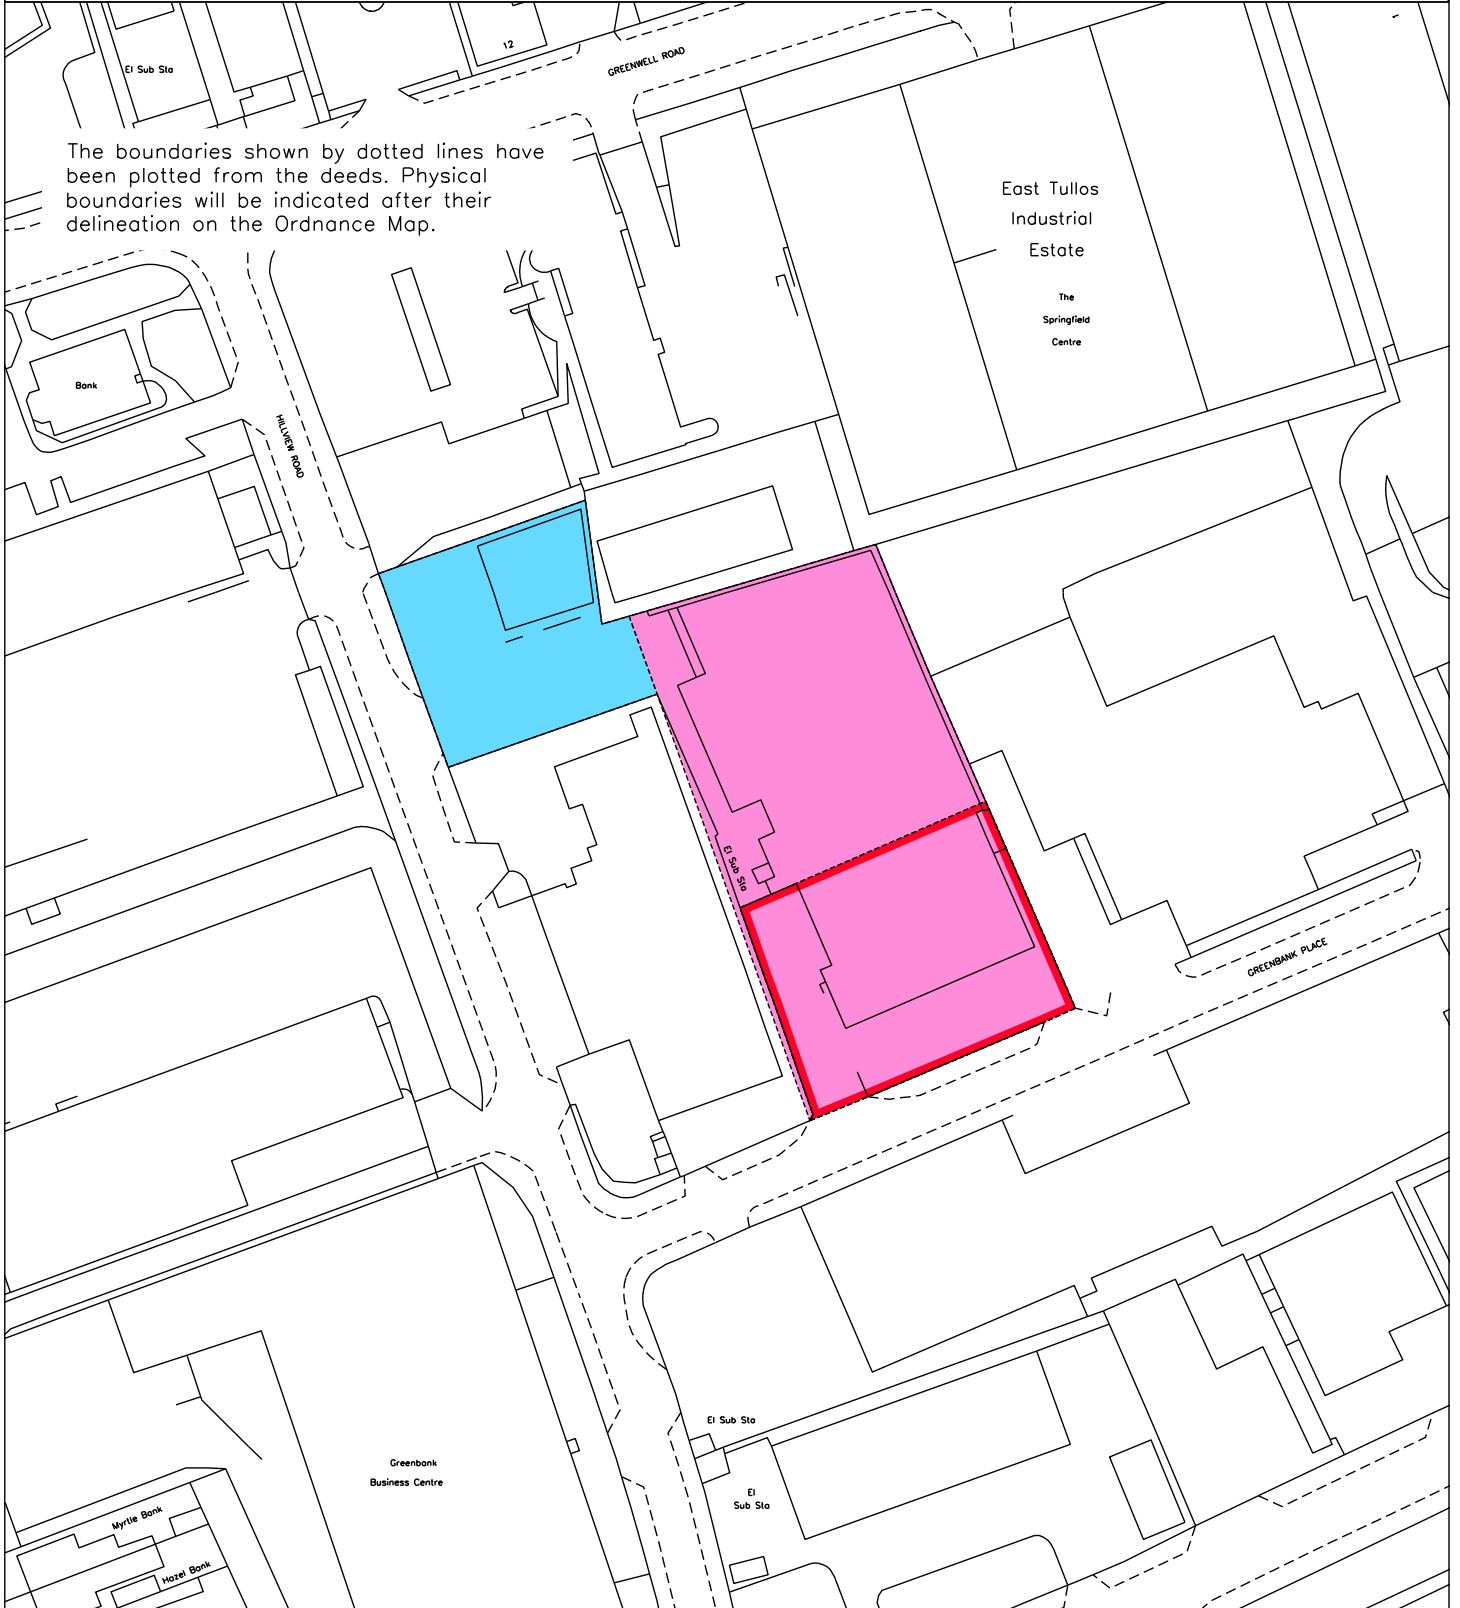 12
GREENWELL ROAD
El Sub Sta
The boundaries shown by dotted lines have
been plotted from the deeds. Physical
boundaries will be indicated after their
delineation on the Ordnance Map.
East Tullos
Industrial
Estate
The
Springfield
Centre
Bank
HILLVIEW ROAD
El Sub Sta
GREENBANK PLACE
El Sub Sta
Greenbank
Business Centre
El
Sub Sta
Myrtle Bank
Hazel Bank